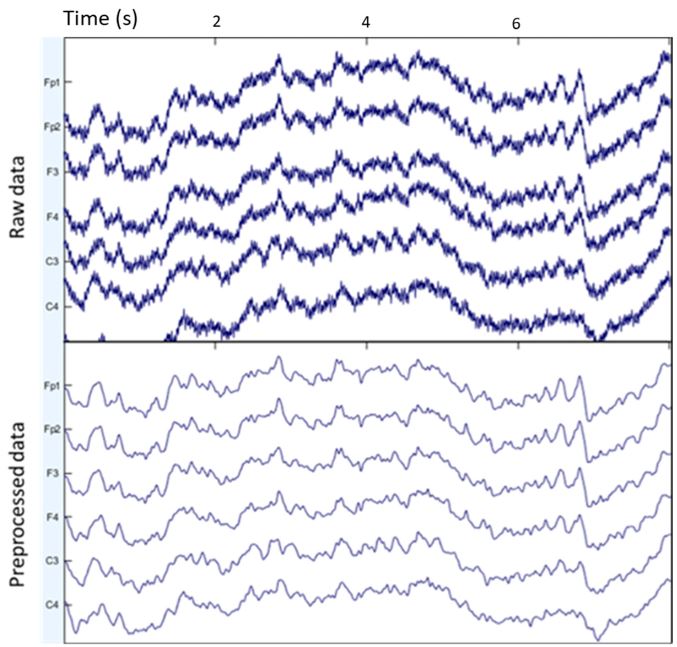 Time (s) 2 4 6
Raw data
Fp1
Fp2
F3
F4
C3
C4
Preprocessed data
Fp1
Fp2
F3
F4
C3
C4